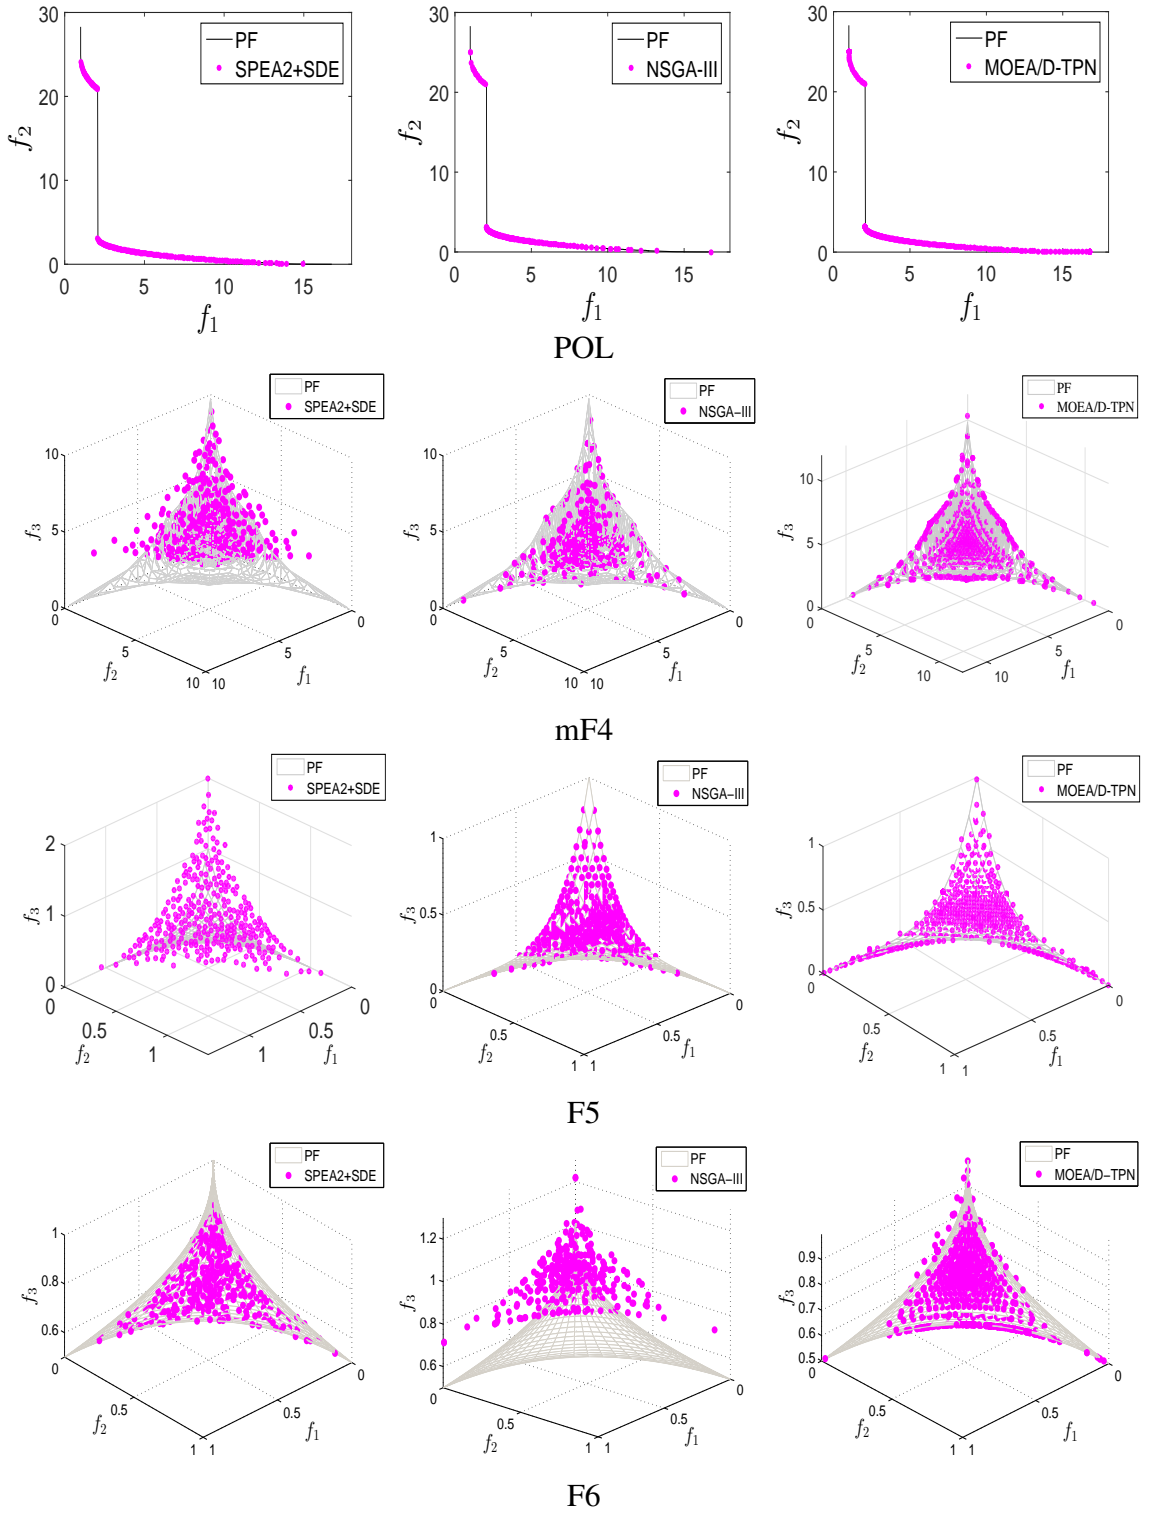 30
20
10
0
0 5 10 15
f2
f1
PF
SPEA2+SDE
30
20
10
0
0 5 10 15
f2
f1
PF
NSGA-III
30
20
10
0
0 5 10 15
f2
f1
PF
MOEA/D-TPN
POL
PF
SPEA2+SDE
10
5
0
f3
0 5 10
f2
10 5 0
f1
PF
NSGA-III
10
5
0
f3
0 5 10
f2
10 5 0
f1
PF
MOEA/D-TPN
10
5
0
f3
0 5 10
f2
10 5 0
f1
mF4
PF
SPEA2+SDE
2
1
0
f3
0 0.5 1
f2
1 0.5 0
f1
PF
NSGA-III
1
0.5
0
f3
0 0.5 1
f2
1 0.5 0
f1
PF
MOEA/D-TPN
1
0.5
0
f3
0 0.5 1
f2
1 0.5 0
f1
F5
PF
SPEA2+SDE
1
0.8
0.6
f3
0 0.5 1
f2
1 0.5 0
f1
PF
NSGA-III
1.2
1
0.8
0.6
f3
0 0.5 1
f2
1 0.5 0
f1
PF
MOEA/D-TPN
0.9
0.8
0.7
0.6
0.5
f3
0 0.5 1
f2
1 0.5 0
f1
F6